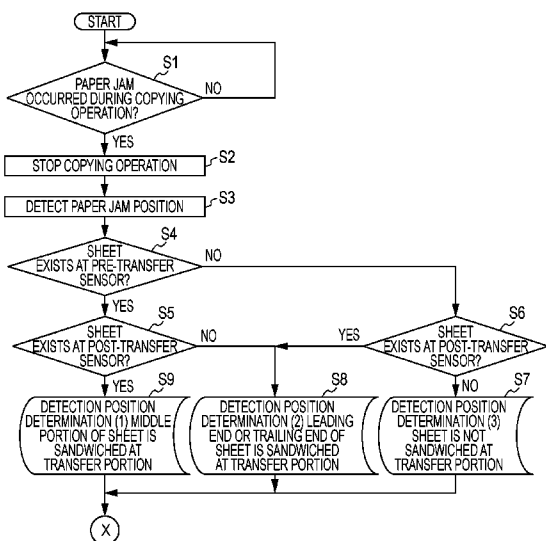 START
S1
PAPER JAM
OCCURRED DURING COPYING
OPERATION?
NO
YES
S2
STOP COPYING OPERATION
S3
DETECT PAPER JAM POSITION
S4
SHEET
EXISTS AT PRE-TRANSFER
SENSOR?
NO
YES
S5
SHEET
EXISTS AT POST-TRANSFER
SENSOR?
NO
YES
S6
SHEET
EXISTS AT POST-TRANSFER
SENSOR?
YES
NO
S9
DETECTION POSITION
DETERMINATION (1) MIDDLE
PORTION OF SHEET IS
SANDWICHED AT
TRANSFER PORTION
S8
DETECTION POSITION
DETERMINATION (2) LEADING
END OR TRAILING END OF
SHEET IS SANDWICHED
AT TRANSFER PORTION
S7
DETECTION POSITION
DETERMINATION (3)
SHEET IS NOT
SANDWICHED AT
TRANSFER PORTION
X